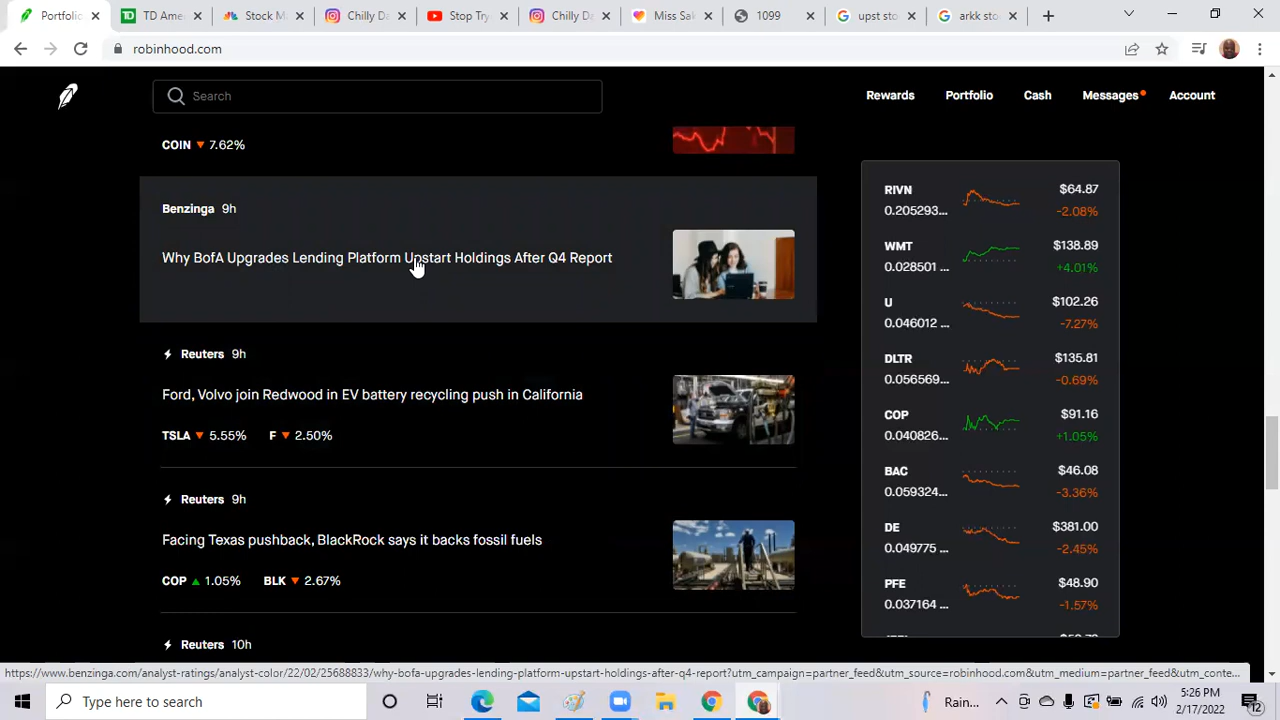 Portfolio
TD Ame
Stock M
Chilly Da
Stop Try
Chilly Da
Miss Sak
1099
upst sto
arkk sto
robinhood.com
Search
Rewards
Portfolio
Cash
Messages
Account
COIN 7.62%
Benzinga 9h
Why BofA Upgrades Lending Platform Upstart Holdings After Q4 Report
Reuters 9h
Ford, Volvo join Redwood in EV battery recycling push in California
TSLA 5.55% F 2.50%
Reuters 9h
Facing Texas pushback, BlackRock says it backs fossil fuels
COP 1.05% BLK 2.67%
Reuters 10h
RIVN $64.87
0.205293... -2.08%
WMT $138.89
0.028501 ... +4.01%
U $102.26
0.046012 ... -7.27%
DLTR $135.81
0.056569... -0.69%
COP $91.16
0.040826... +1.05%
BAC $46.08
0.059324... -3.36%
DE $381.00
0.049775 ... -2.45%
PFE $48.90
0.037164 ... -1.57%
https://www.benzinga.com/analyst-ratings/analyst-color/22/02/25688833/why-bofa-upgrades-lending-platform-upstart-holdings-after-q4-report?utm_campaign=partner_feed&utm_source=robinhood.com&utm_medium=partner_feed&utm_conte...
Type here to search
Rain...
5:26 PM
2/17/2022
12